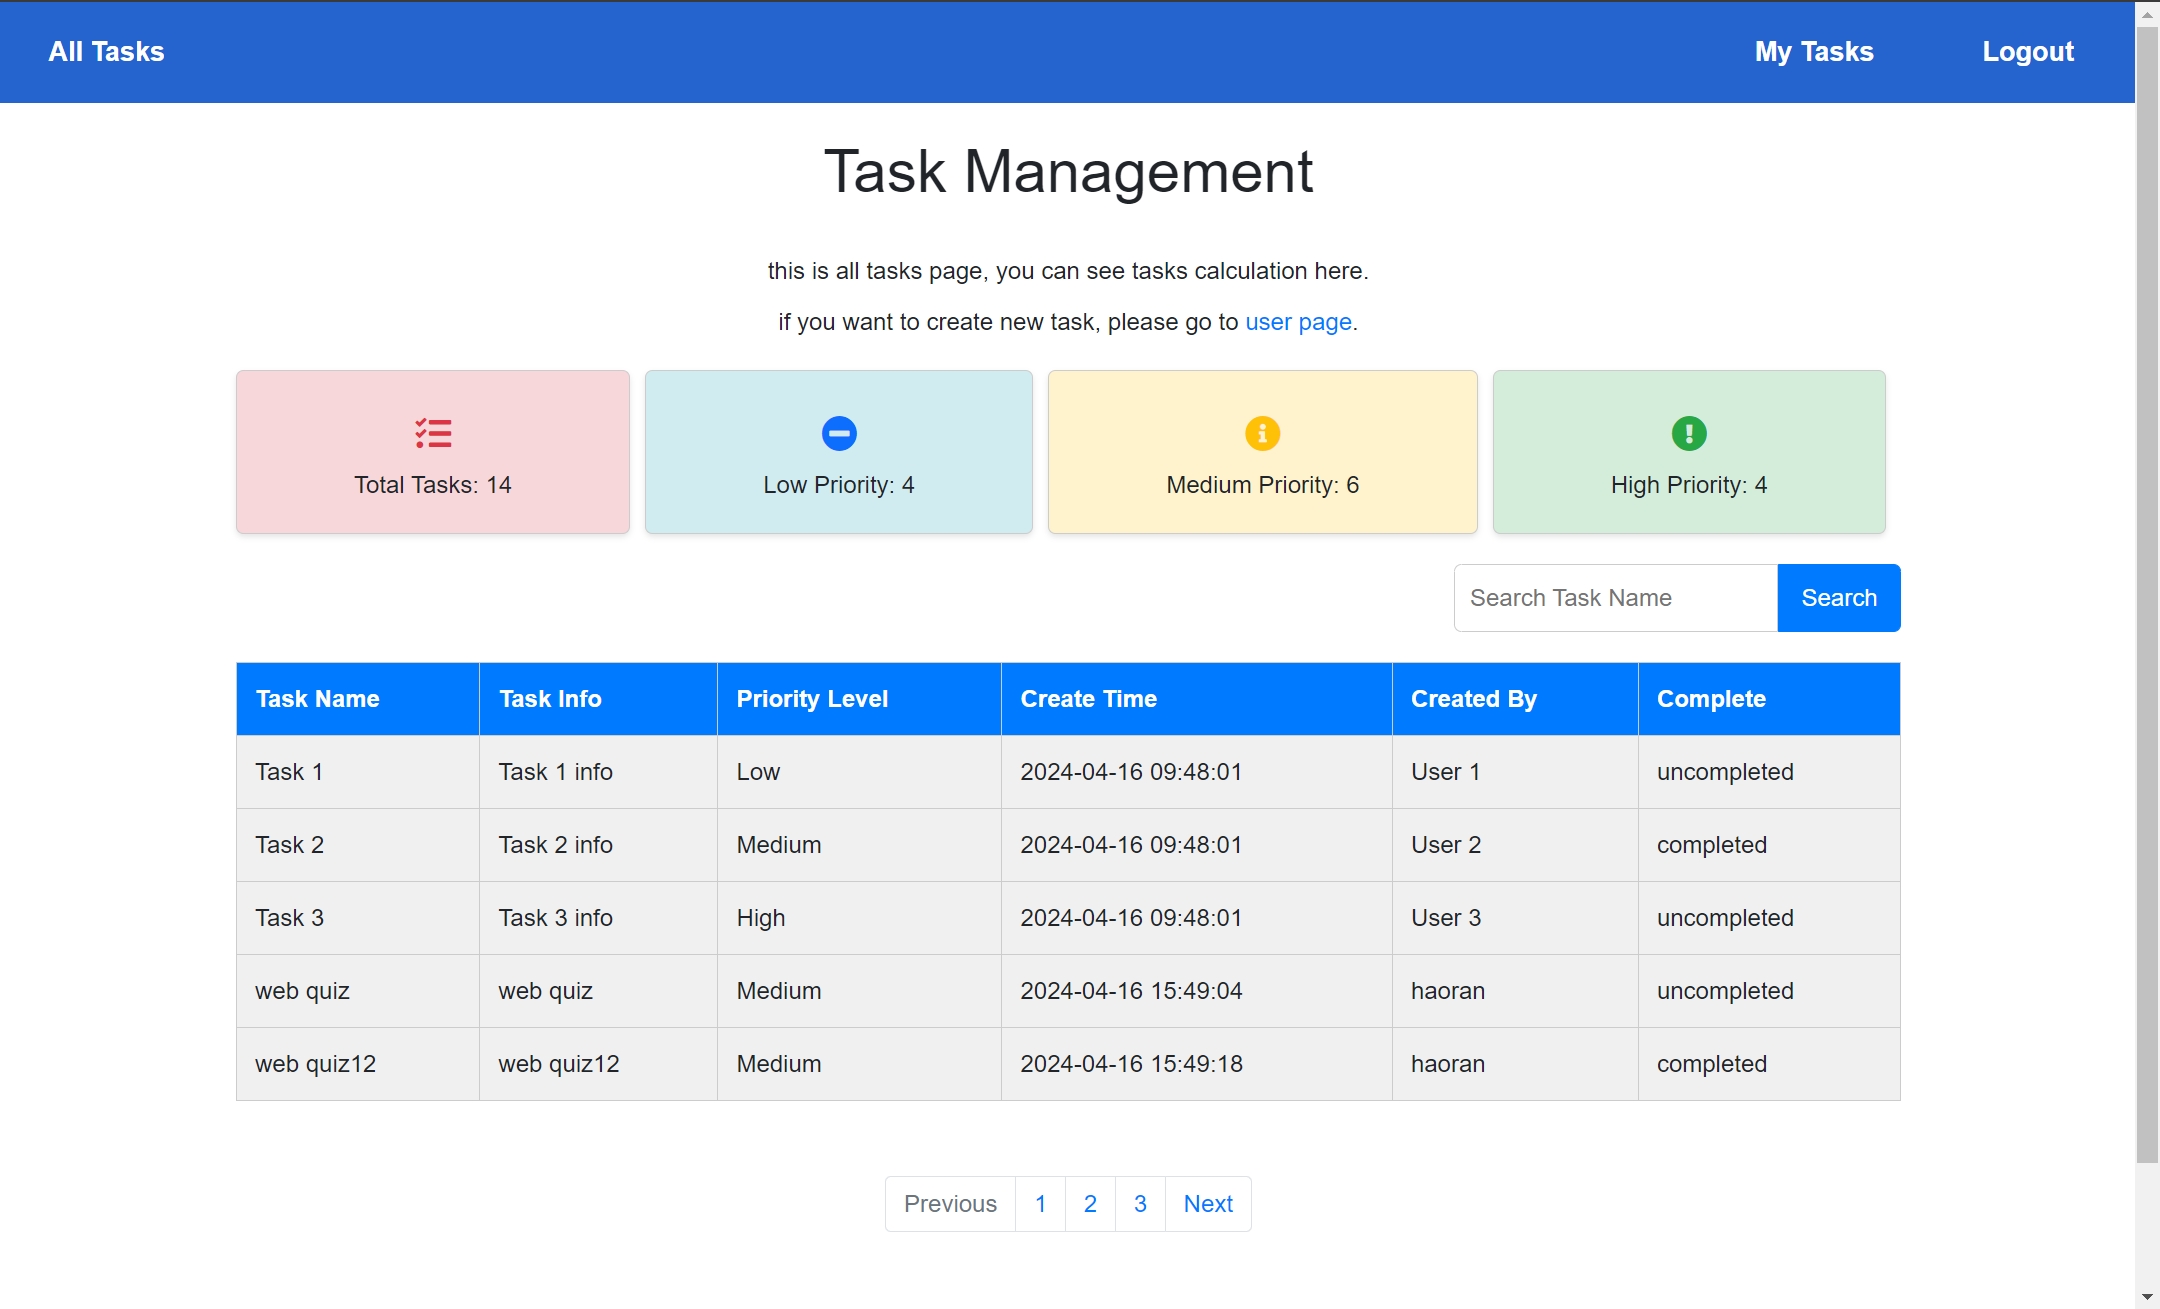 All Tasks My Tasks Logout
Task Management
this is all tasks page, you can see tasks calculation here.
if you want to create new task, please go to user page.
Total Tasks: 14 Low Priority: 4 Medium Priority: 6 High Priority: 4
Search Task Name Search
Task Name Task Info Priority Level Create Time Created By Complete
Task 1 Task 1 info Low 2024-04-16 09:48:01 User 1 uncompleted
Task 2 Task 2 info Medium 2024-04-16 09:48:01 User 2 completed
Task 3 Task 3 info High 2024-04-16 09:48:01 User 3 uncompleted
web quiz web quiz Medium 2024-04-16 15:49:04 haoran uncompleted
web quiz12 web quiz12 Medium 2024-04-16 15:49:18 haoran completed
Previous 1 2 3 Next